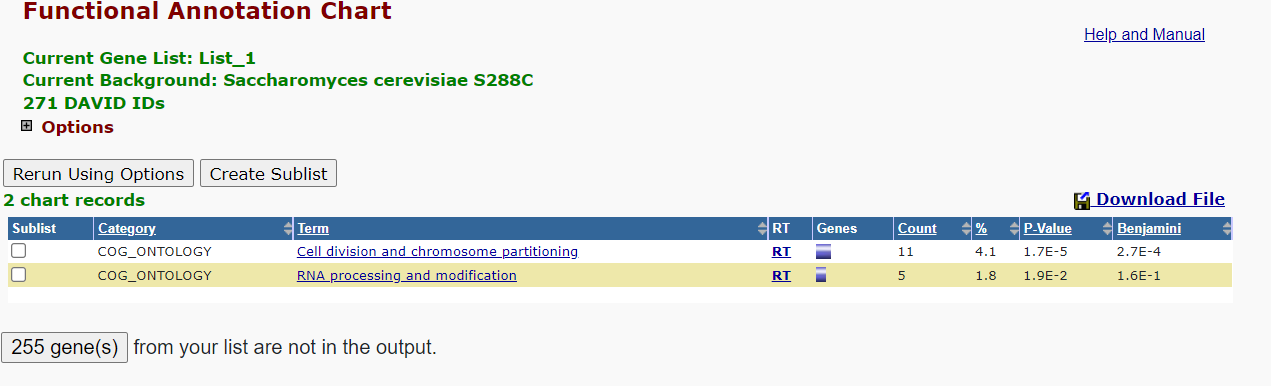 Functional Annotation Chart
Help and Manual
Current Gene List: List_1
Current Background: Saccharomyces cerevisiae S288C
271 DAVID IDs
Options
Rerun Using Options Create Sublist
2 chart records
Download File
Sublist Category Term RT Genes Count % P-Value Benjamini
COG_ONTOLOGY Cell division and chromosome partitioning RT 11 4.1 1.7E-5 2.7E-4
COG_ONTOLOGY RNA processing and modification RT 5 1.8 1.9E-2 1.6E-1
255 gene(s) from your list are not in the output.